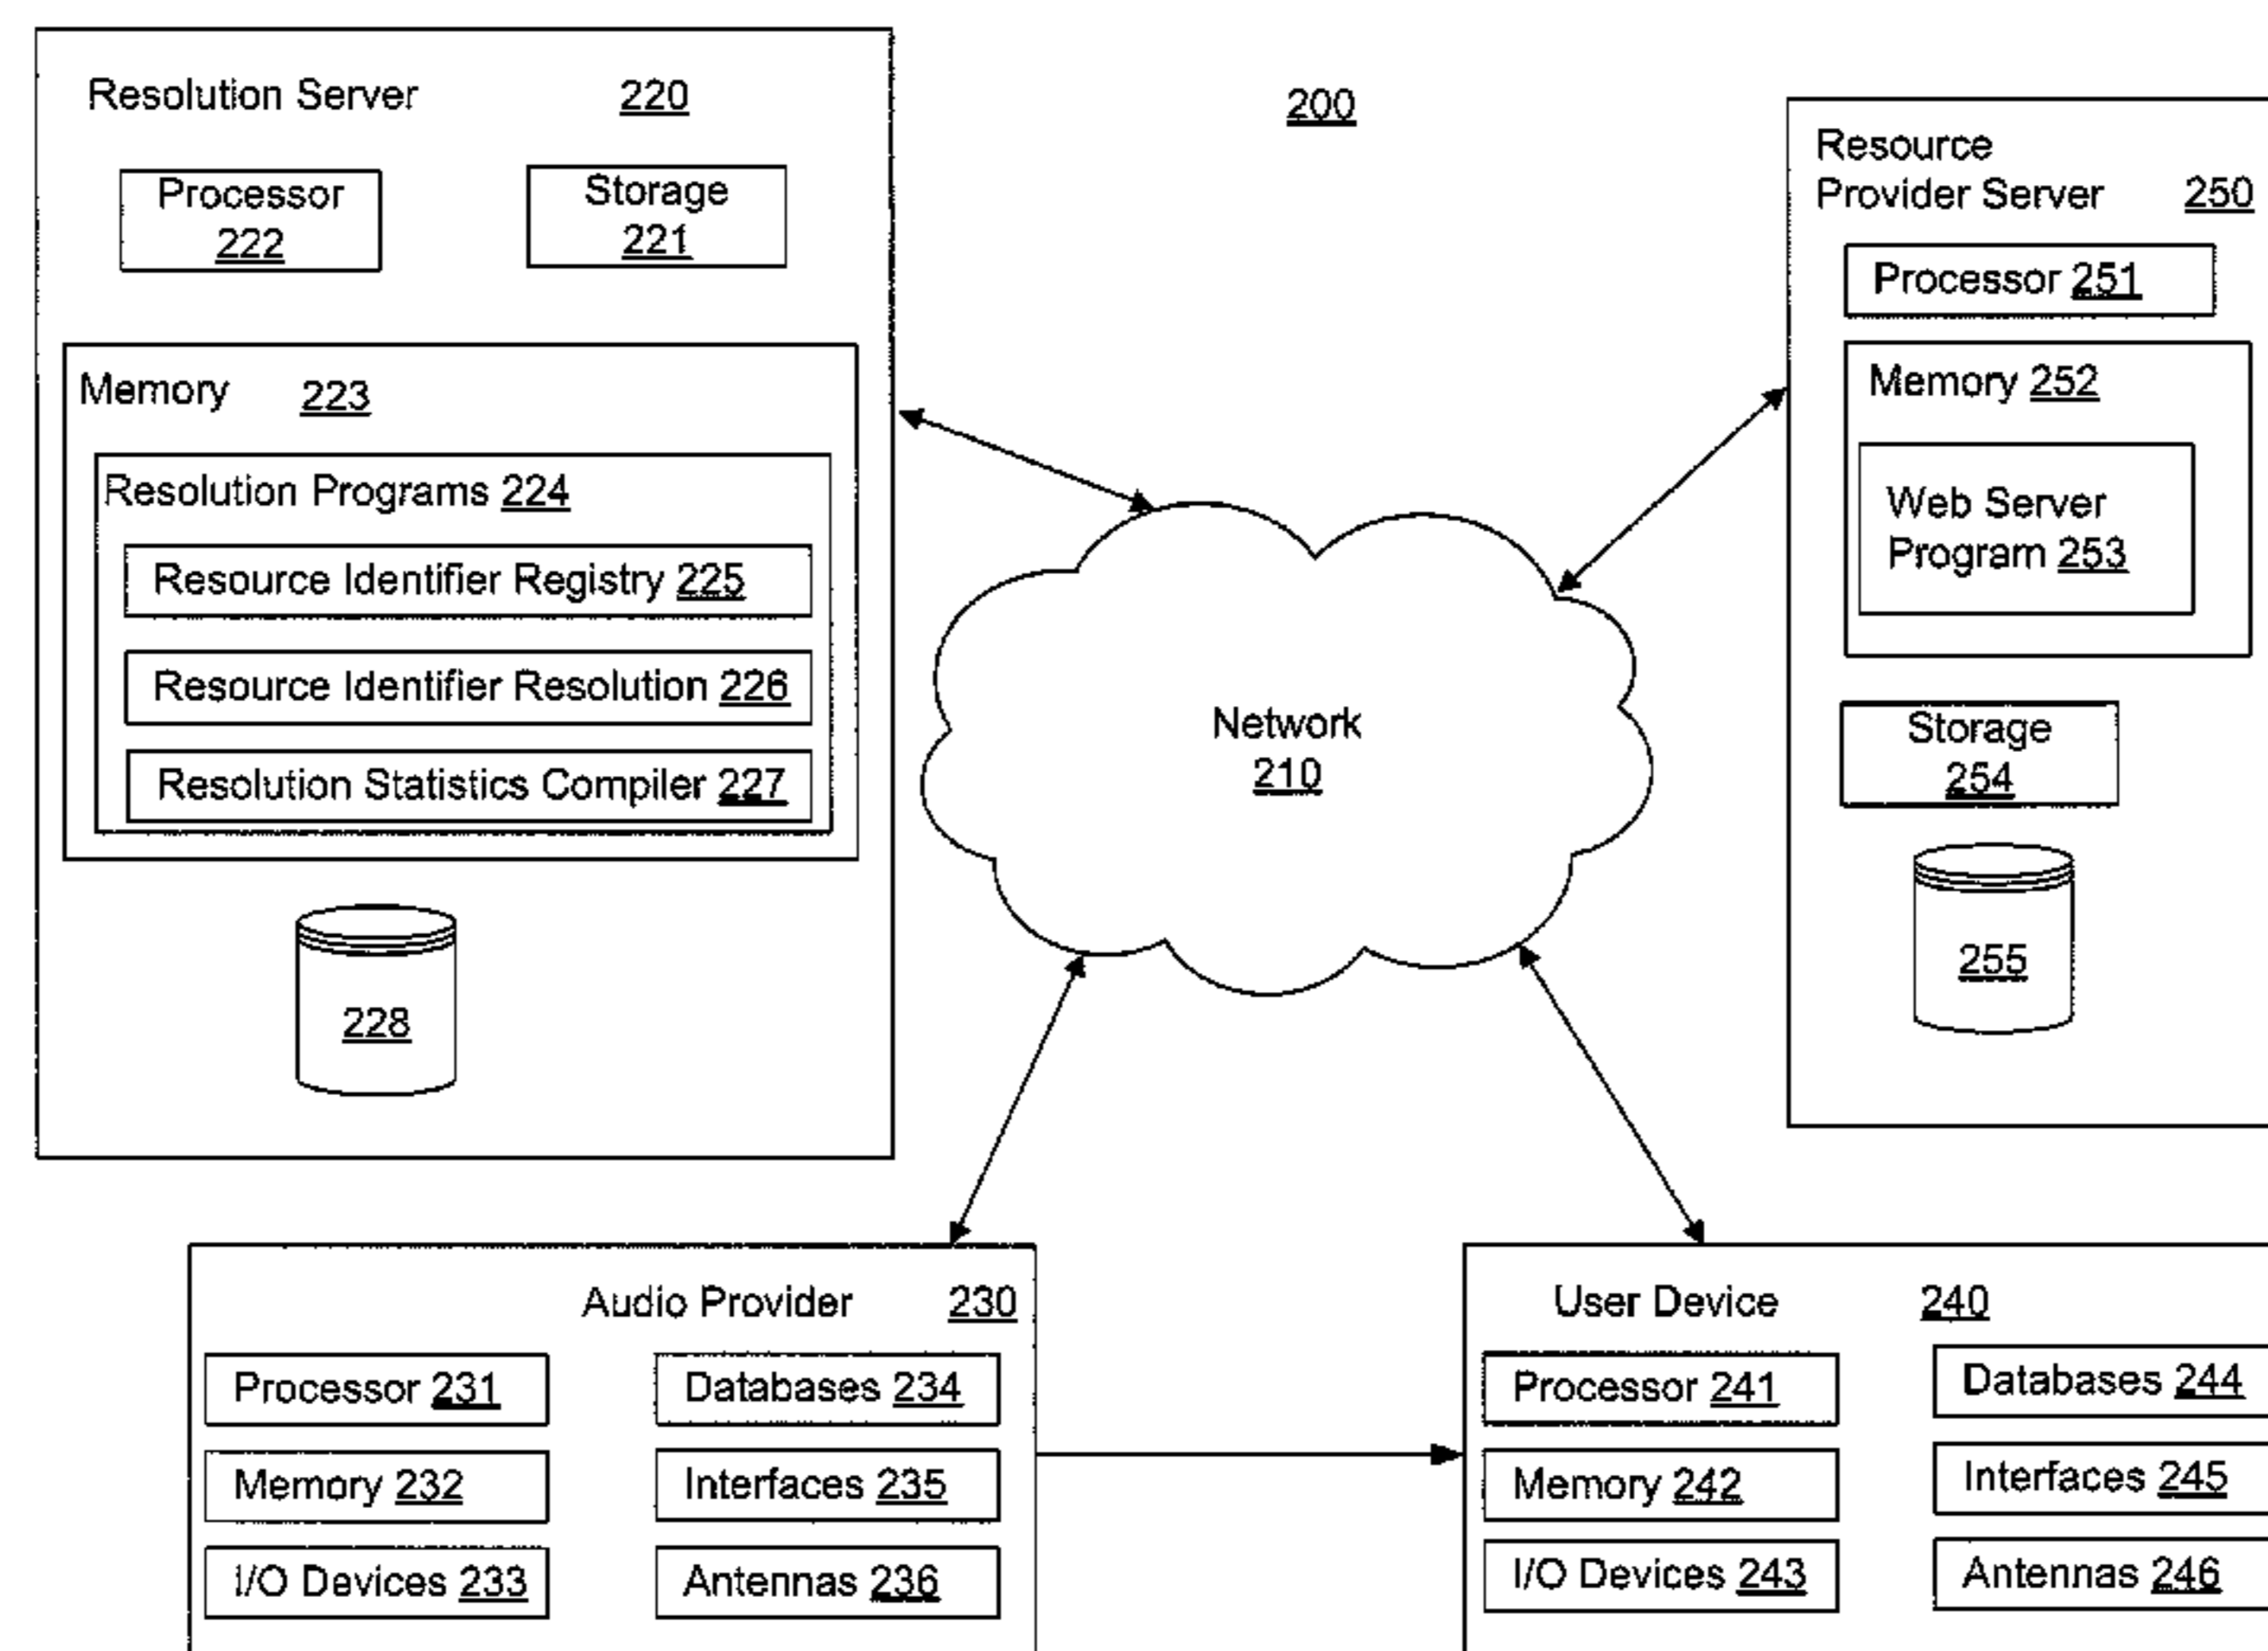 Resolution Server 220
Processor
222
Storage
221
Memory 223
Resolution Programs 224
Resource Identifier Registry 225
Resource Identifier Resolution 226
Resolution Statistics Compiler 227
228
200
Network
210
Resource
Provider Server 250
Processor 251
Memory 252
Web Server
Program 253
Storage
254
255
Audio Provider 230
Processor 231
Memory 232
I/O Devices 233
Databases 234
Interfaces 235
Antennas 236
User Device 240
Processor 241
Memory 242
I/O Devices 243
Databases 244
Interfaces 245
Antennas 246